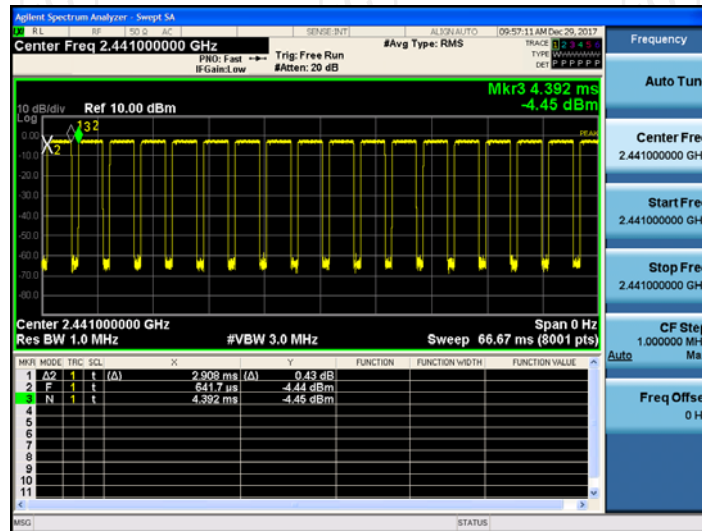 Agilent Spectrum Analyzer - Swept SA
RL RF 50 Ω AC SENSE:INT ALIGNAUTO 09:57:11 AM Dec 29, 2017
Center Freq 2.441000000 GHz #Avg Type: RMS TRACE 1 2 3 4 5 6
PNO: Fast Trig: Free Run TYPE
IFGain:Low #Atten: 20 dB DET P P P P P P
Mkr3 4.392 ms
10 dB/div Ref 10.00 dBm -4.45 dBm
Log
132
0.00
PEAK
X2
-10.0
-20.0
-30.0
-40.0
-50.0
-60.0
-70.0
-80.0
Center 2.441000000 GHz Span 0 Hz
Res BW 1.0 MHz #VBW 3.0 MHz Sweep 66.67 ms (8001 pts)
MKR MODE TRC SCL X Y FUNCTION FUNCTION WIDTH FUNCTION VALUE
1 Δ2 1 t (Δ) 2.908 ms (Δ) 0.43 dB
2 F 1 t 641.7 µs -4.44 dBm
3 N 1 t 4.392 ms -4.45 dBm
4
5
6
7
8
9
10
11
MSG STATUS
Frequency
Auto Tun
Center Fre
2.441000000 GH
Start Fre
2.441000000 GH
Stop Fre
2.441000000 GH
CF Step
1.000000 MH
Auto Ma
Freq Offse
0 H